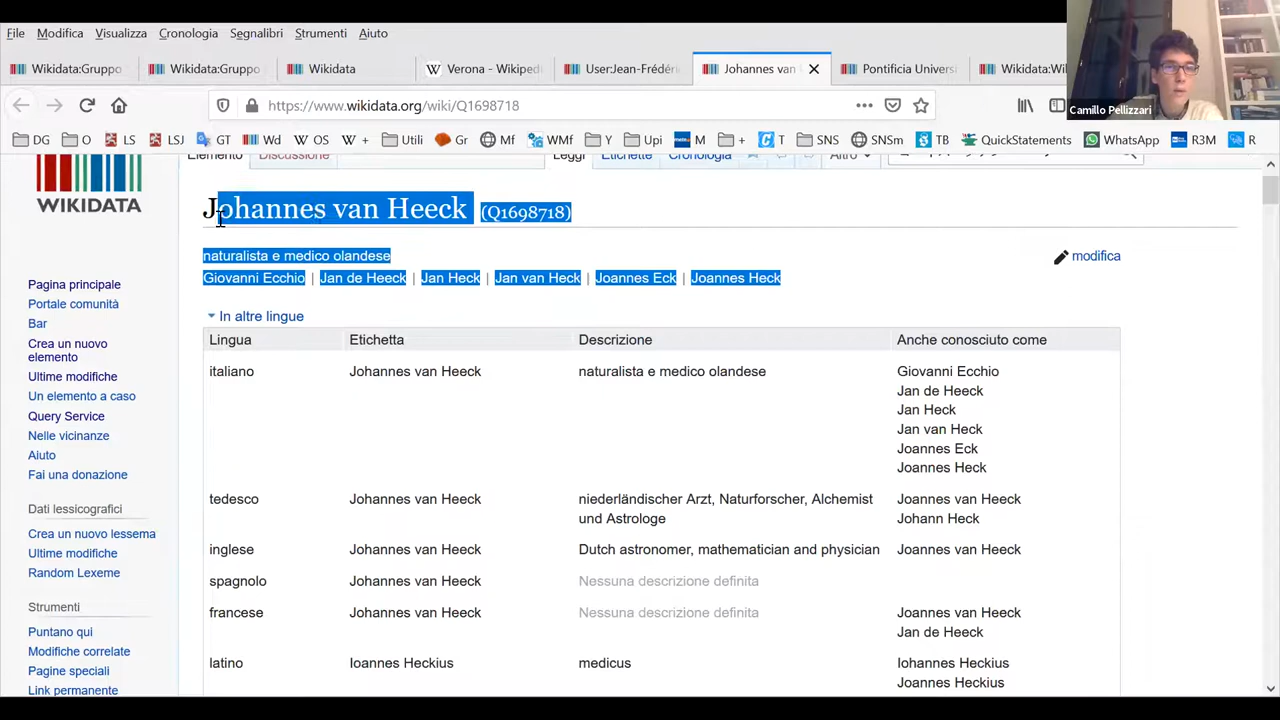 File Modifica Visualizza Cronologia Segnalibri Strumenti Aiuto
Wikidata:Gruppo Wikidata:Gruppo Wikidata Verona - Wikiped User:Jean-Frédéri Johannes van Pontificia Universi Wikidata:Wi
https://www.wikidata.org/wiki/Q1698718
DG O LS LSJ GT Wd OS + Utili Gr Mf WMf Y Upi M + T SNS SNSm TB QuickStatements WhatsApp R3M R
Camillo Pellizzari
Elemento Discussione Leggi Etichette Cronologia Altro
WIKIDATA
Johannes van Heeck (Q1698718)
naturalista e medico olandese
modifica
Giovanni Ecchio | Jan de Heeck | Jan Heck | Jan van Heck | Joannes Eck | Joannes Heck
In altre lingue
Lingua Etichetta Descrizione Anche conosciuto come
italiano Johannes van Heeck naturalista e medico olandese Giovanni Ecchio
Jan de Heeck
Jan Heck
Jan van Heck
Joannes Eck
Joannes Heck
tedesco Johannes van Heeck niederländischer Arzt, Naturforscher, Alchemist Joannes van Heeck
und Astrologe Johann Heck
inglese Johannes van Heeck Dutch astronomer, mathematician and physician Joannes van Heeck
spagnolo Johannes van Heeck Nessuna descrizione definita
francese Johannes van Heeck Nessuna descrizione definita Joannes van Heeck
Jan de Heeck
latino Ioannes Heckius medicus Iohannes Heckius
Joannes Heckius
Pagina principale
Portale comunità
Bar
Crea un nuovo
elemento
Ultime modifiche
Un elemento a caso
Query Service
Nelle vicinanze
Aiuto
Fai una donazione
Dati lessicografici
Crea un nuovo lessema
Ultime modifiche
Random Lexeme
Strumenti
Puntano qui
Modifiche correlate
Pagine speciali
Link permanente